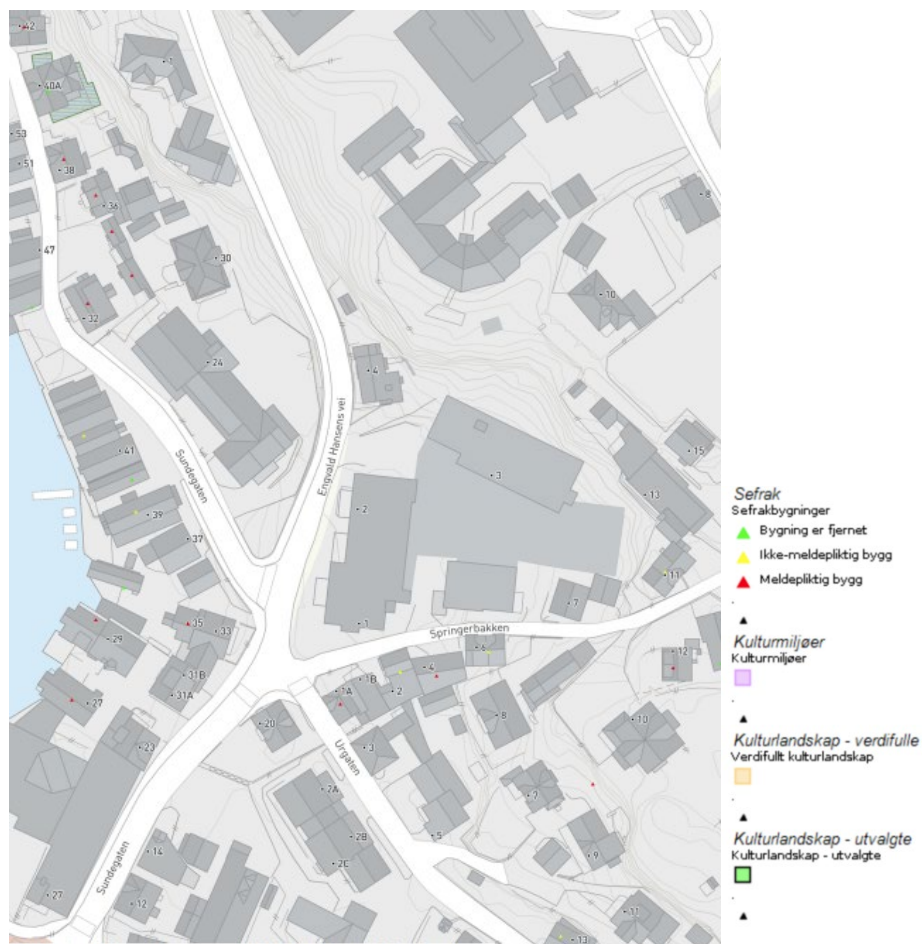 42
1
40A
53
51
38
36
8
47
30
10
32
24
4
Engvald Hansens vei
Sundegaten
41
3
15
13
2
39
37
11
7
1
Springerbakken
35
33
29
6
12
31B
31A
1B
4
1A
2
27
8
20
10
23
3
Urgaten
2A
7
2B
5
14
2C
9
Sundegaten
27
12
11
13
Sefrak
Sefrakbygninger
Bygning er fjernet
Ikke-meldepliktig bygg
Meldepliktig bygg
.
Kulturmiljøer
Kulturmiljøer
.
Kulturlandskap - verdifulle
Verdifullt kulturlandskap
.
Kulturlandskap - utvalgte
Kulturlandskap - utvalgte
.